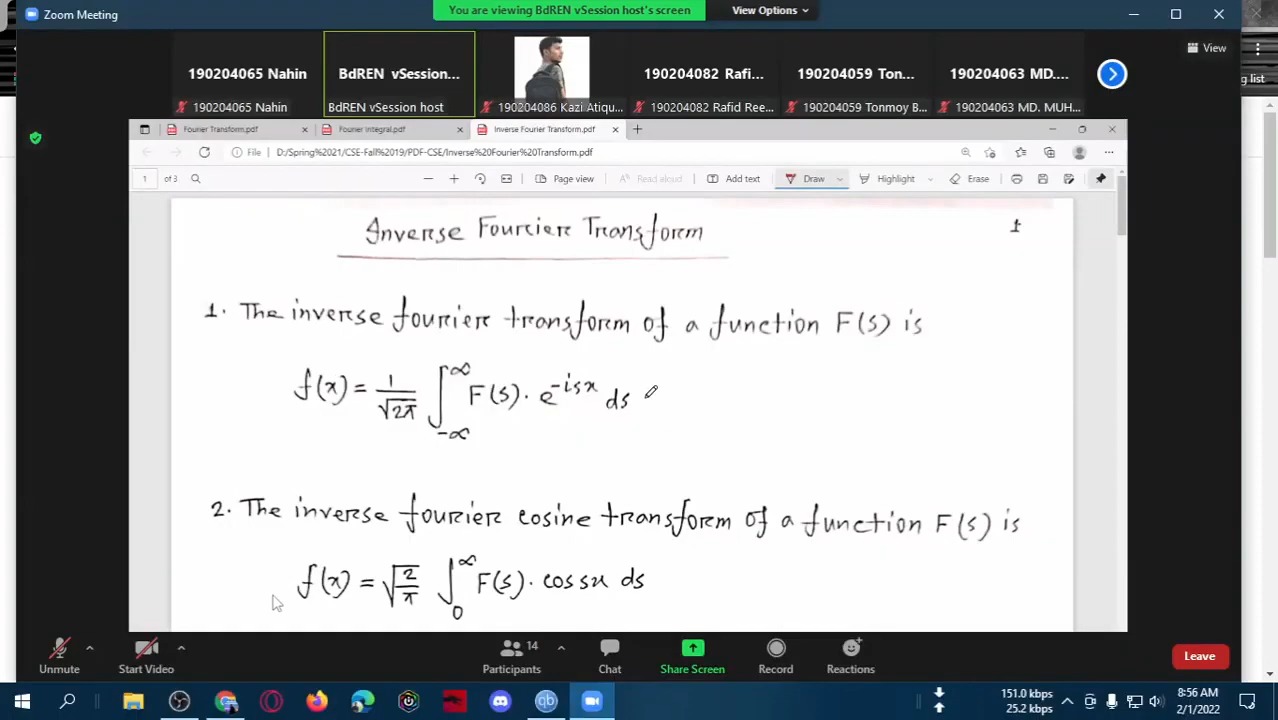 Zoom Meeting
You are viewing BdREN vSession host's screen
View Options
190204065 Nahin
BdREN vSession...
190204082 Rafi...
190204059 Ton...
190204063 MD....
View
190204065 Nahin
BdREN vSession host
190204086 Kazi Atiqu...
190204082 Rafid Ree...
190204059 Tonmoy B...
190204063 MD. MUH...
ng list
Fourier Transform.pdf
Fourier Integral.pdf
Inverse Fourier Transform.pdf
File
D:/Spring%2021/CSE-Fall%2019/PDF-CSE/Inverse%20Fourier%20Transform.pdf
1 of 3
Page view
Read aloud
Add text
Draw
Highlight
Erase
Inverse Fourier Transform
1
1. The inverse fourier transform of a function F(s) is
f(x) = 1/√2π ∫_{-∞}^{∞} F(s). e^{-isx} ds
2. The inverse fourier cosine transform of a function F(s) is
f(x) = √2/π ∫_0^∞ F(s). cos sx ds
Unmute
Start Video
14
Participants
Chat
Share Screen
Record
Reactions
Leave
qb
151.0 kbps
25.2 kbps
8:56 AM
2/1/2022